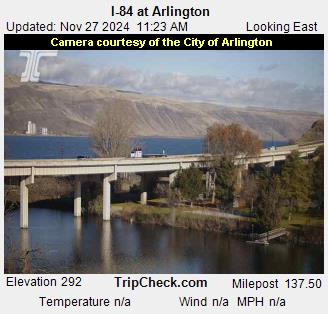 I-84 at Arlington
Updated: Nov 27 2024 11:23 AM Looking East
Camera courtesy of the City of Arlington
Elevation 292 TripCheck.com Milepost 137.50
Temperature n/a Wind n/a MPH n/a